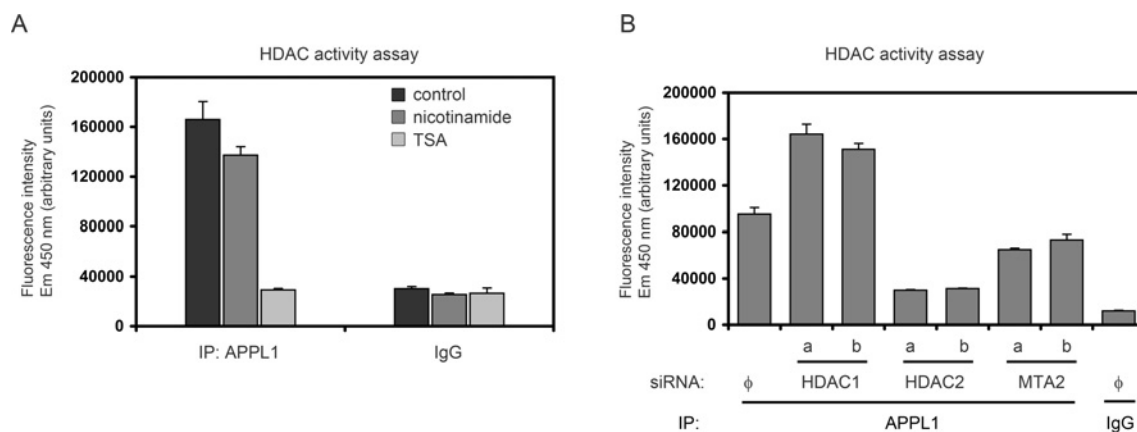 A
HDAC activity assay
Fluorescence intensity
Em 450 nm (arbitrary units)
200000
160000
120000
80000
40000
0
control
nicotinamide
TSA
IP: APPL1 IgG
B
HDAC activity assay
Fluorescence intensity
Em 450 nm (arbitrary units)
200000
160000
120000
80000
40000
0
a b a b a b
siRNA: ϕ HDAC1 HDAC2 MTA2 ϕ
IP: APPL1 IgG